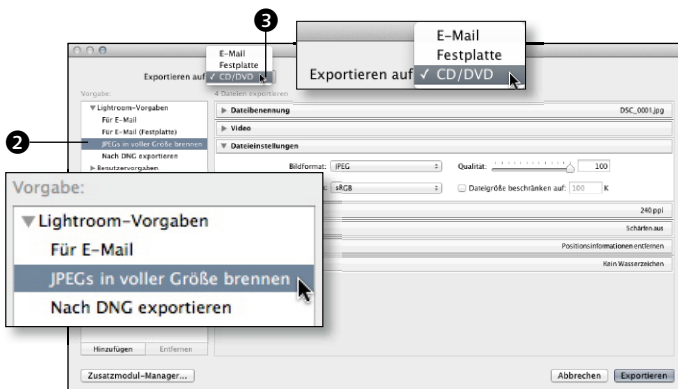 3
E-Mail
Festplatte
Exportieren auf ✓ CD/DVD
E-Mail
Festplatte
Exportieren auf ✓ CD/DVD
Vorgabe:
4 Dateien exportieren
2
▼ Lightroom-Vorgaben
Für E-Mail
Für E-Mail (Festplatte)
JPEGs in voller Größe brennen
Nach DNG exportieren
▶ Benutzervorgaben
▶ Dateibenennung DSC_0001.jpg
▶ Video
▼ Dateieinstellungen
Bildformat: JPEG Qualität: 100
sRGB Dateigröße beschränken auf: 100 K
240 ppi
Schärfen aus
Positionsinformationen entfernen
Kein Wasserzeichen
Vorgabe:
▼ Lightroom-Vorgaben
Für E-Mail
JPEGs in voller Größe brennen
Nach DNG exportieren
Hinzufügen Entfernen
Zusatzmodul-Manager... Abbrechen Exportieren